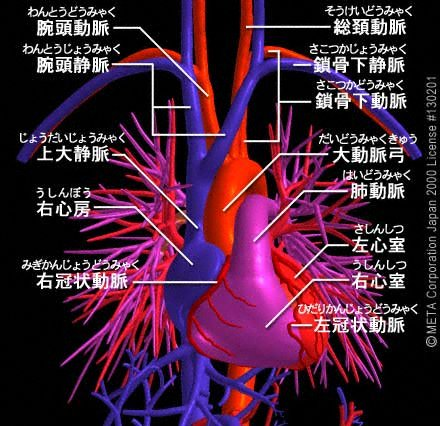 わんとうどうみゃく
腕頭動脈
わんとうじょうみゃく
腕頭静脈
じょうだいじょうみゃく
上大静脈
うしんぼう
右心房
みぎかんじょうどうみゃく
右冠状動脈
そうけいどうみゃく
総頚動脈
さこつかじょうみゃく
鎖骨下静脈
さこつかどうみゃく
鎖骨下動脈
だいどうみゃくきゅう
大動脈弓
はいどうみゃく
肺動脈
さしんしつ
左心室
うしんしつ
右心室
ひだりかんじょうどうみゃく
左冠状動脈
© META Corporation Japan 2000 License #130201